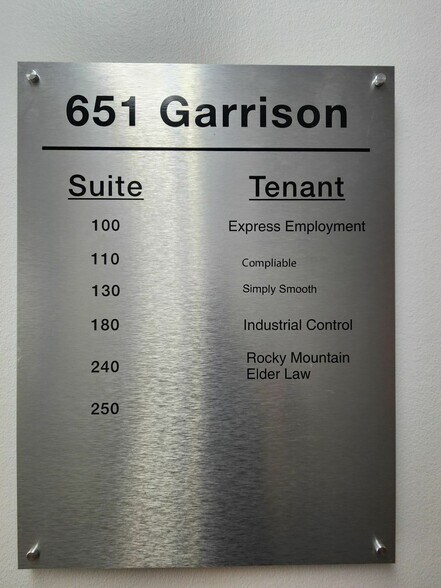 651 Garrison
Suite Tenant
100 Express Employment
110 Compliable
130 Simply Smooth
180 Industrial Control
240 Rocky Mountain
Elder Law
250